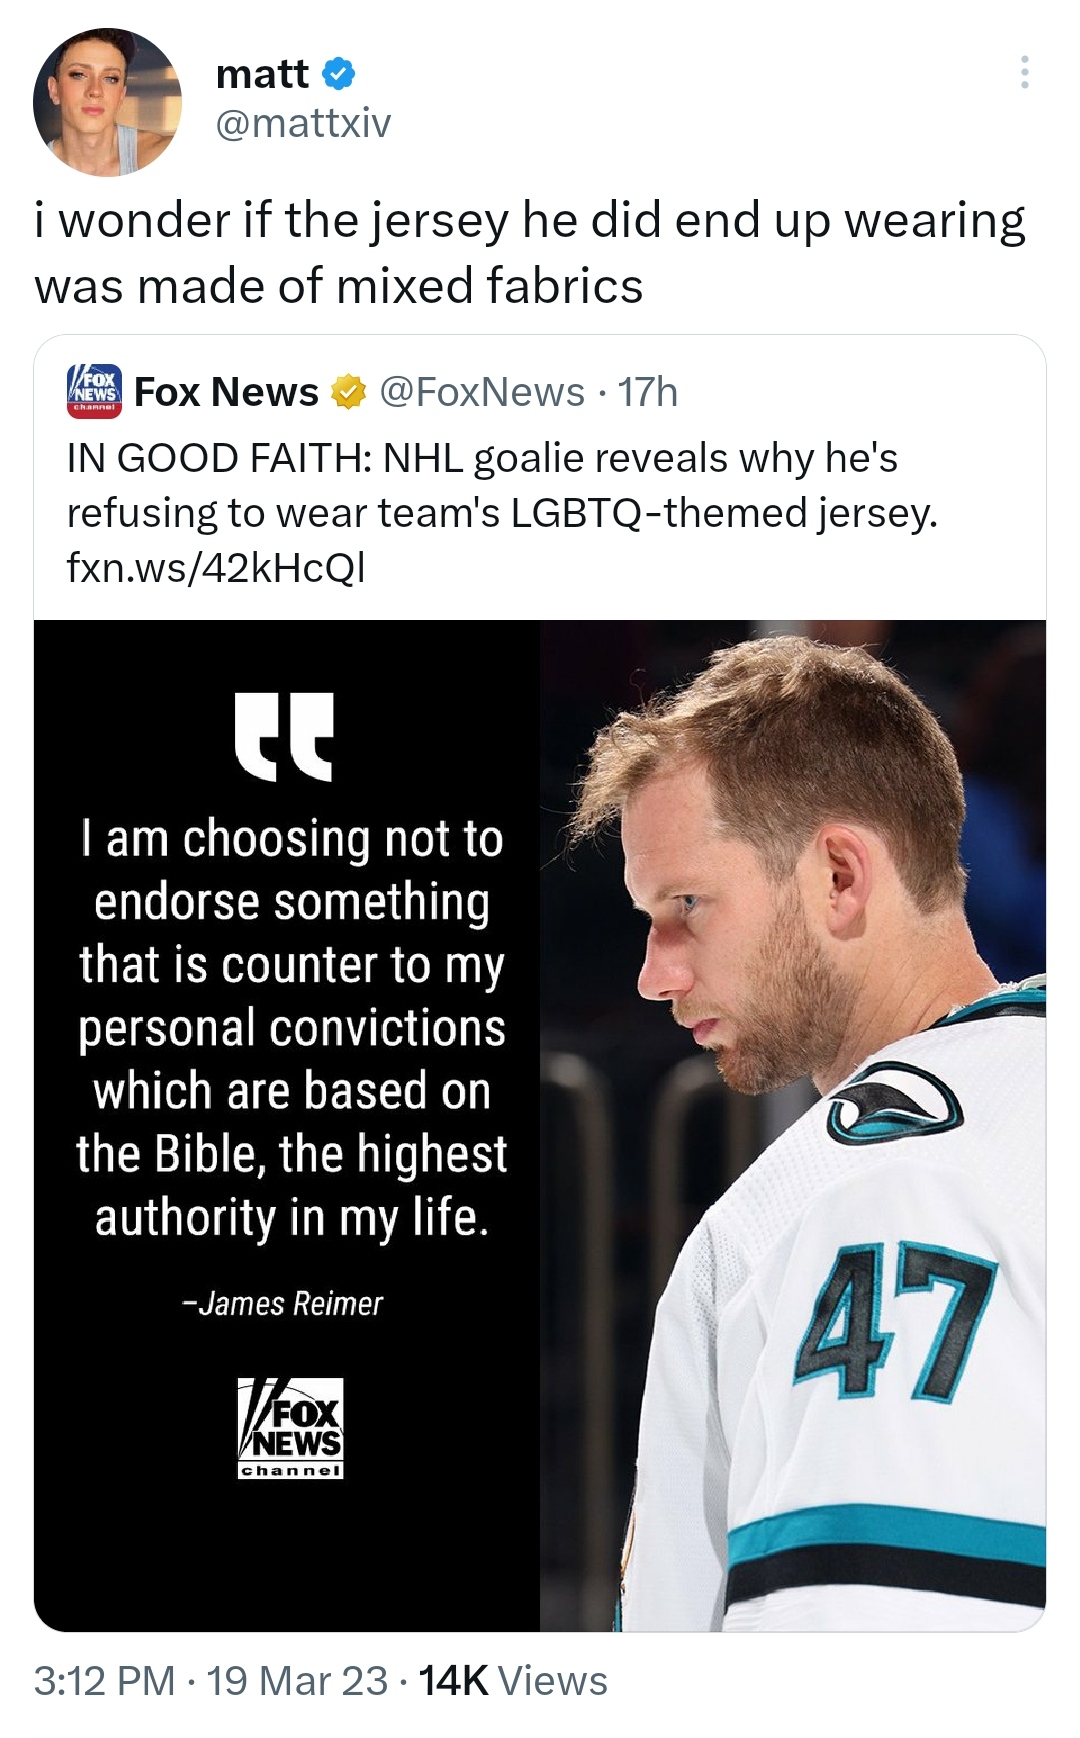 matt
@mattxiv
i wonder if the jersey he did end up wearing
was made of mixed fabrics
FOX
NEWS
channel
Fox News @FoxNews · 17h
IN GOOD FAITH: NHL goalie reveals why he's
refusing to wear team's LGBTQ-themed jersey.
fxn.ws/42kHcQl
"
I am choosing not to
endorse something
that is counter to my
personal convictions
which are based on
the Bible, the highest
authority in my life.
-James Reimer
FOX
NEWS
channel
47
3:12 PM · 19 Mar 23 · 14K Views